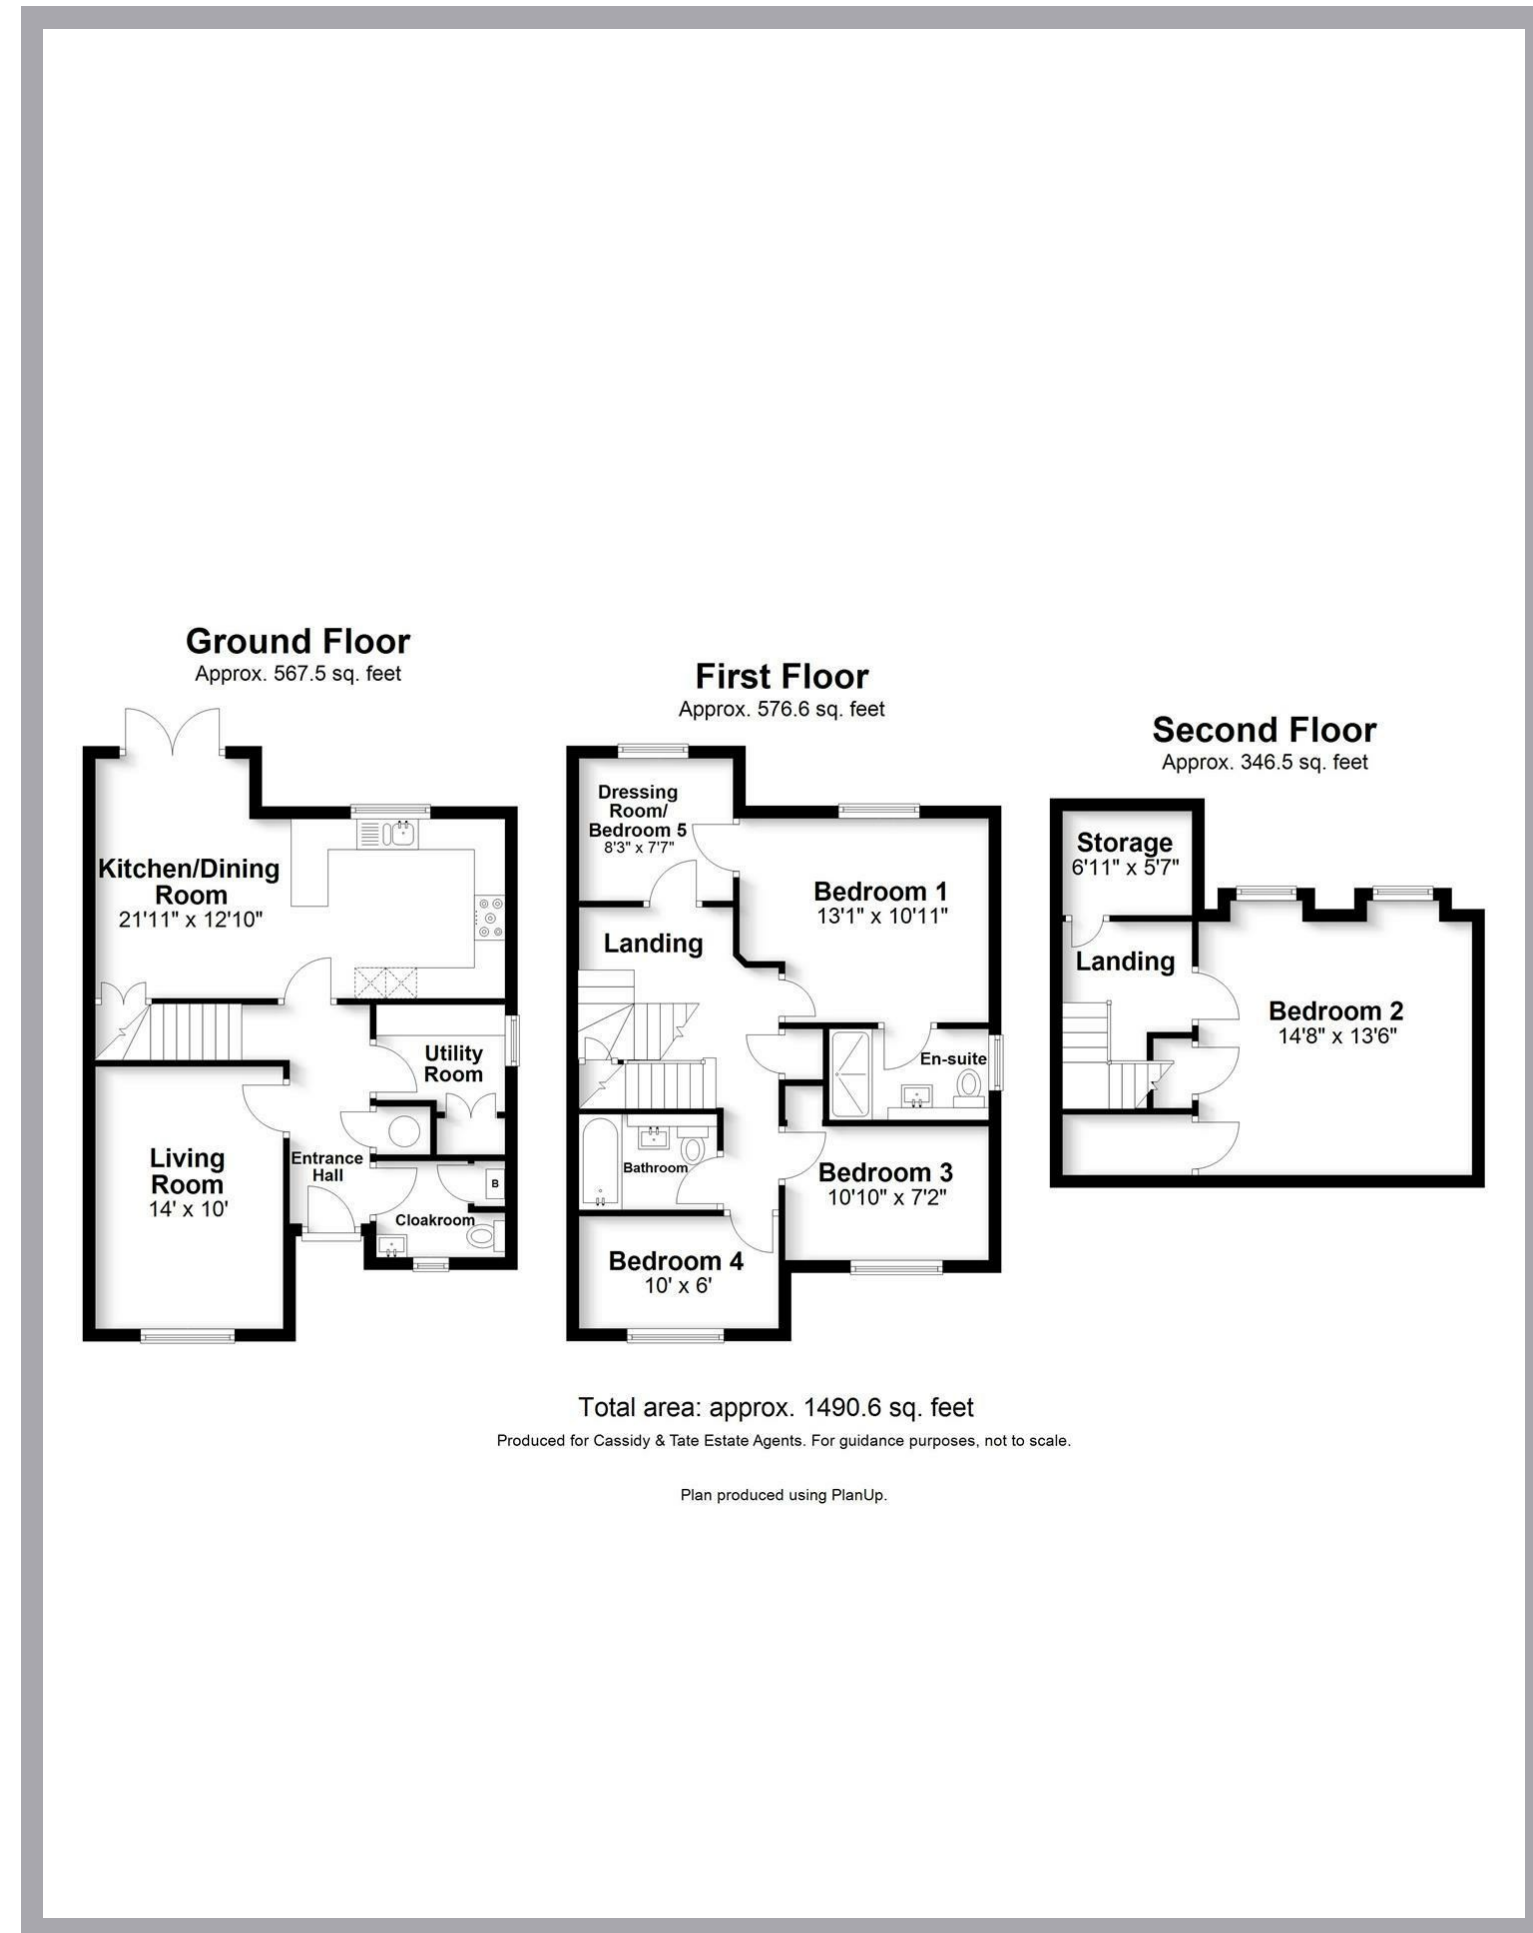 Ground Floor
Approx. 567.5 sq. feet
Kitchen/Dining
Room
21'11" x 12'10"
Utility
Room
Living
Room
14' x 10'
Entrance
Hall
B
Cloakroom
First Floor
Approx. 576.6 sq. feet
Dressing
Room/
Bedroom 5
8'3" x 7'7"
Bedroom 1
13'1" x 10'11"
Landing
En-suite
Bathroom
Bedroom 3
10'10" x 7'2"
Bedroom 4
10' x 6'
Second Floor
Approx. 346.5 sq. feet
Storage
6'11" x 5'7"
Landing
Bedroom 2
14'8" x 13'6"
Total area: approx. 1490.6 sq. feet
Produced for Cassidy & Tate Estate Agents. For guidance purposes, not to scale.
Plan produced using PlanUp.